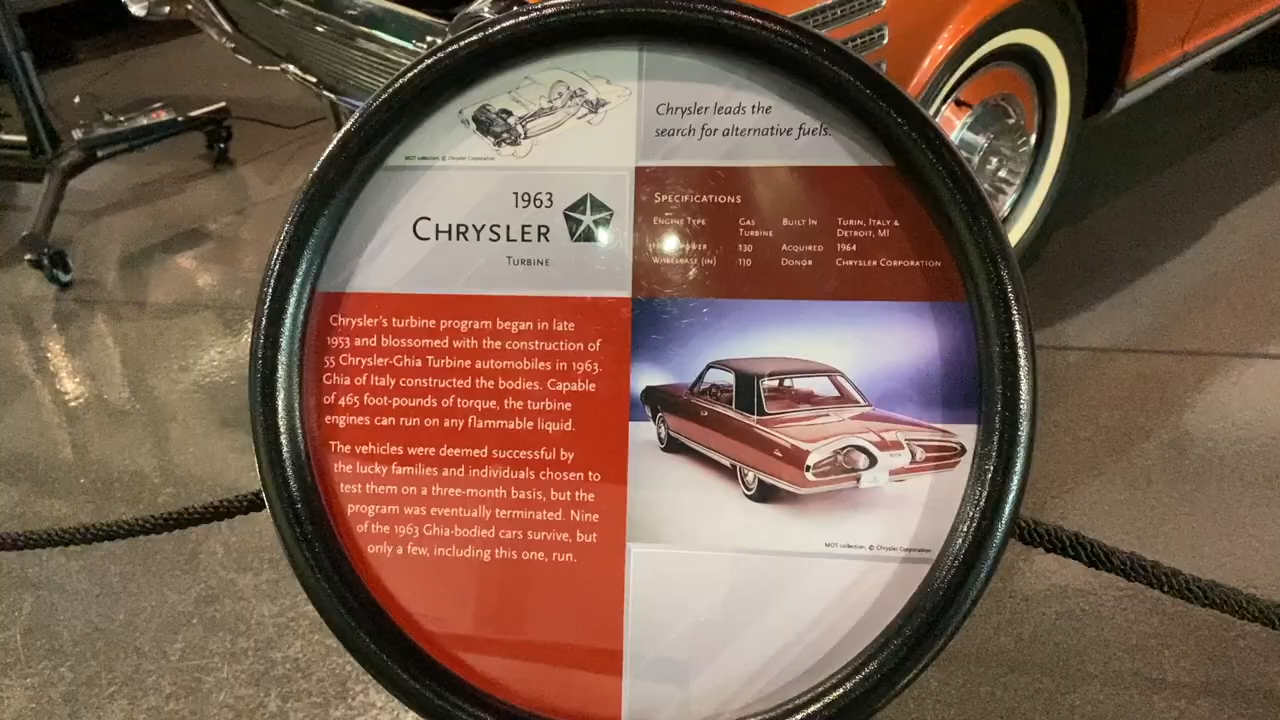 MOT collection, © Chrysler Corporation
Chrysler leads the
search for alternative fuels.
1963
CHRYSLER
TURBINE
SPECIFICATIONS
ENGINE TYPE GAS TURBINE
BUILT IN TURIN, ITALY & DETROIT, MI
130
ACQUIRED 1964
WHEELBASE (IN) 110
DONOR CHRYSLER CORPORATION
Chrysler's turbine program began in late
1953 and blossomed with the construction of
55 Chrysler-Ghia Turbine automobiles in 1963.
Ghia of Italy constructed the bodies. Capable
of 465 foot-pounds of torque, the turbine
engines can run on any flammable liquid.
The vehicles were deemed successful by
the lucky families and individuals chosen to
test them on a three-month basis, but the
program was eventually terminated. Nine
of the 1963 Ghia-bodied cars survive, but
only a few, including this one, run.
MOT collection, © Chrysler Corporation